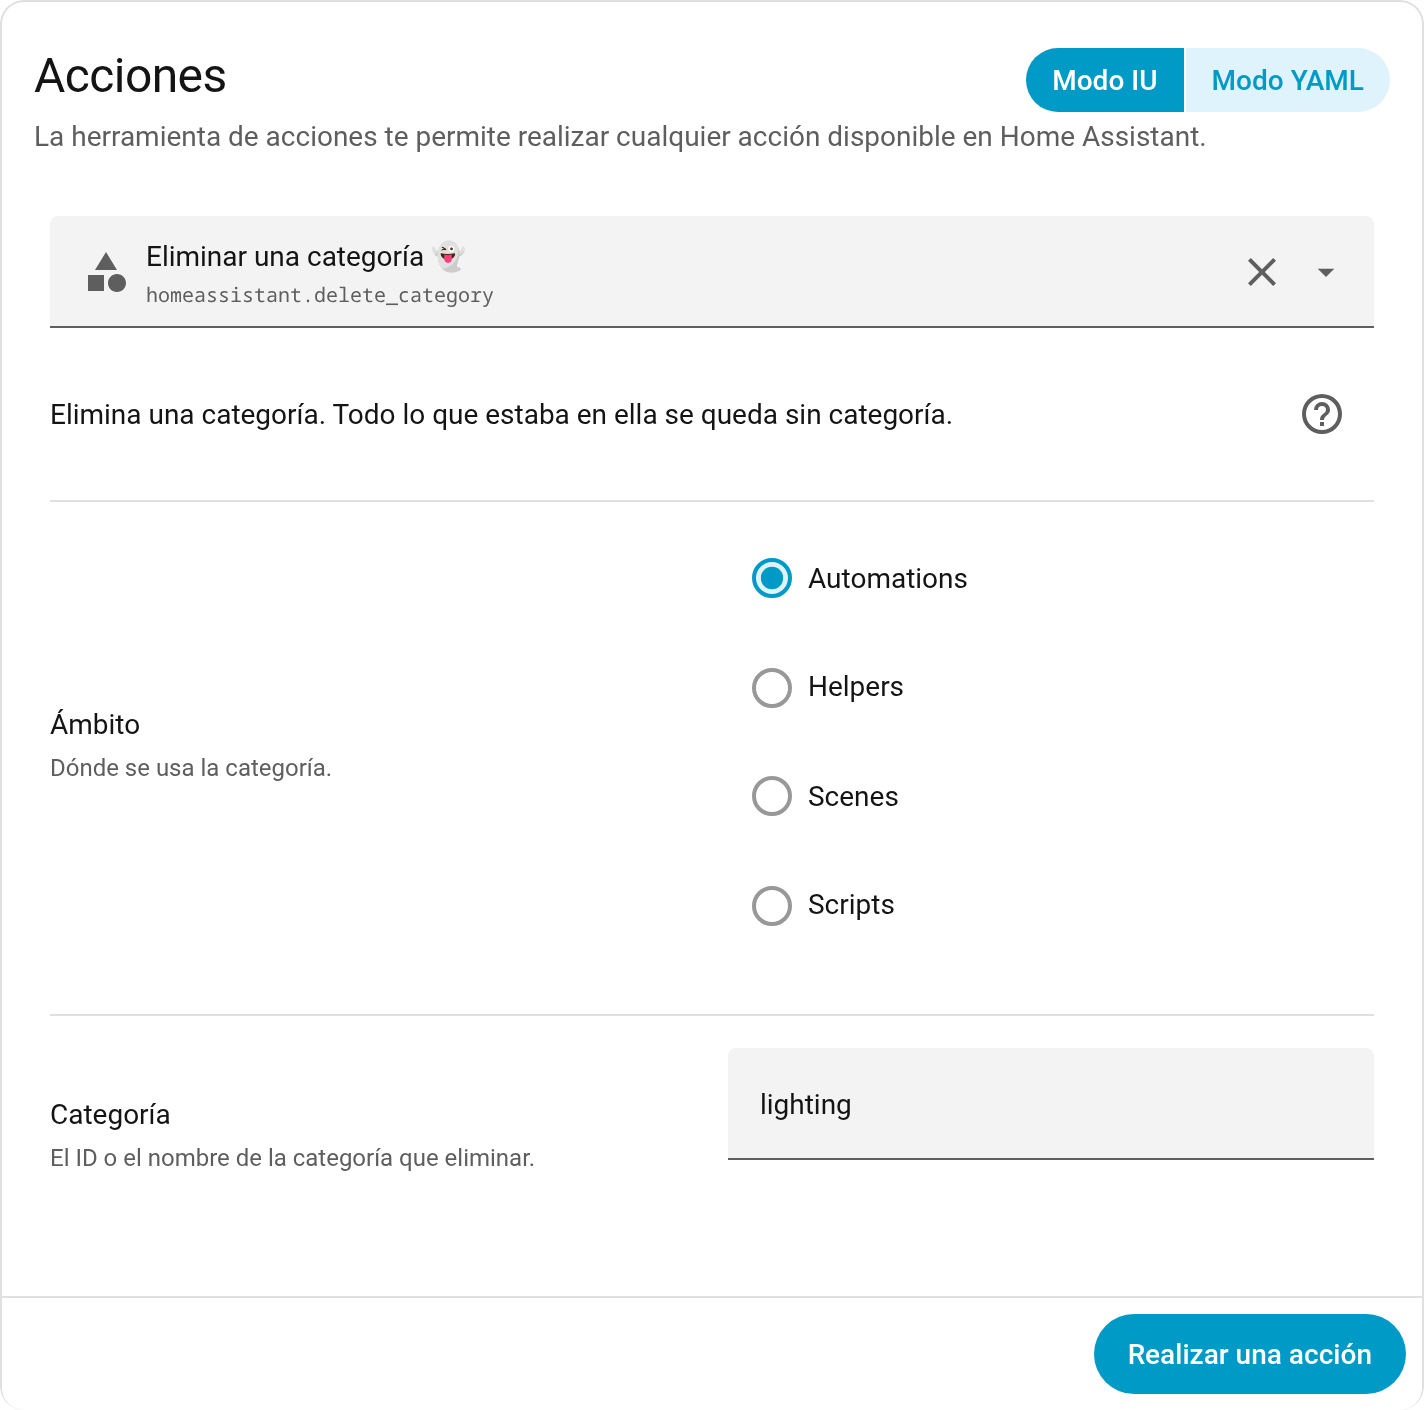 Acciones
Modo IU
Modo YAML
La herramienta de acciones te permite realizar cualquier acción disponible en Home Assistant.
Eliminar una categoría 👻
homeassistant.delete_category
Elimina una categoría. Todo lo que estaba en ella se queda sin categoría.
Ámbito
Dónde se usa la categoría.
Automations
Helpers
Scenes
Scripts
Categoría
El ID o el nombre de la categoría que eliminar.
lighting
Realizar una acción